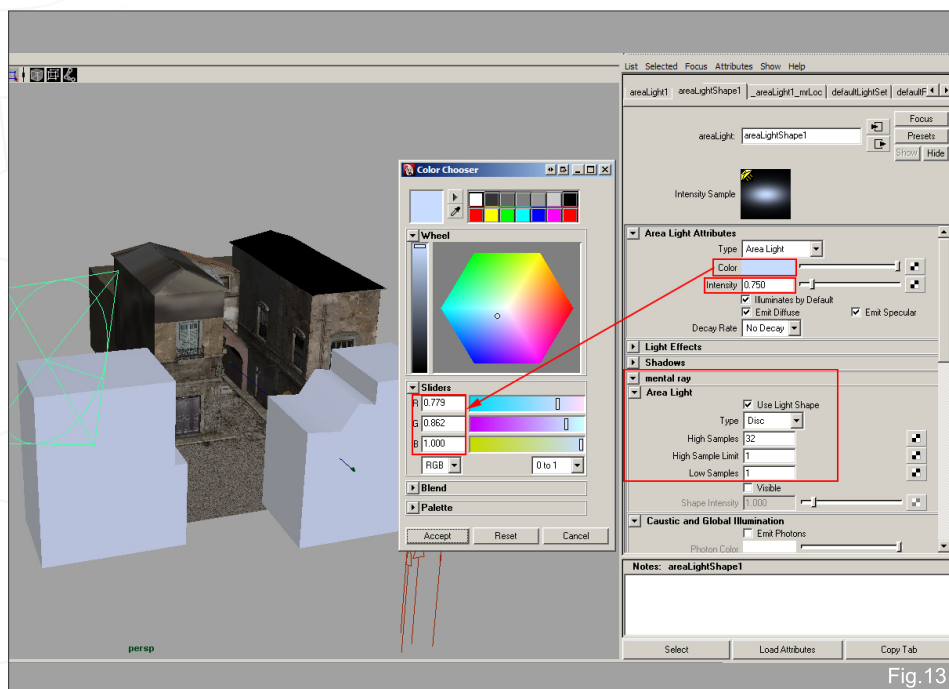 List Selected Focus Attributes Show Help
areaLight1 areaLightShape1 _areaLight1_mrLoc defaultLightSet defaultF
areaLight: areaLightShape1
Focus
Presets
Show Hide
Intensity Sample
Area Light Attributes
Type Area Light
Color
Intensity 0.750
Illuminates by Default
Emit Diffuse Emit Specular
Decay Rate No Decay
Light Effects
Shadows
mental ray
Area Light
Use Light Shape
Type Disc
High Samples 32
High Sample Limit 1
Low Samples 1
Visible
Shape Intensity 1.000
Caustic and Global Illumination
Emit Photons
Photon Color
Notes: areaLightShape1
Select Load Attributes Copy Tab
Color Chooser
Wheel
Sliders
R 0.779
G 0.862
B 1.000
RGB 0 to 1
Blend
Palette
Accept Reset Cancel
persp
Fig.13